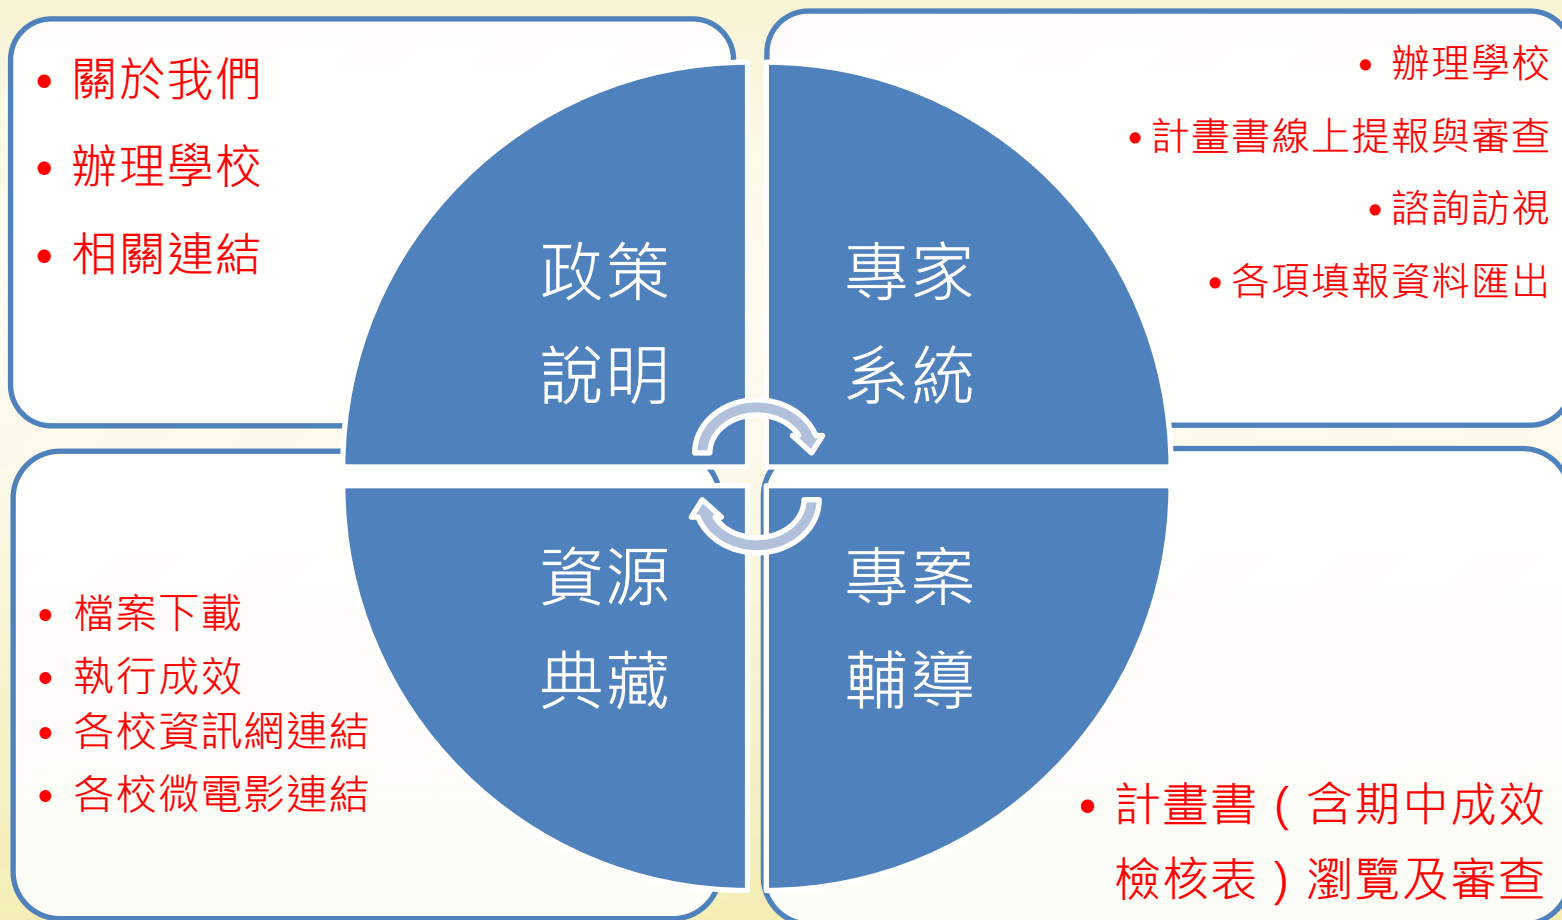 • 關於我們
• 辦理學校
• 相關連結
政策
說明
• 辦理學校
• 計畫書線上提報與審查
• 諮詢訪視
• 各項填報資料匯出
專家
系統
• 檔案下載
• 執行成效
• 各校資訊網連結
• 各校微電影連結
資源
典藏
專案
輔導
• 計畫書(含期中成效
檢核表)瀏覽及審查